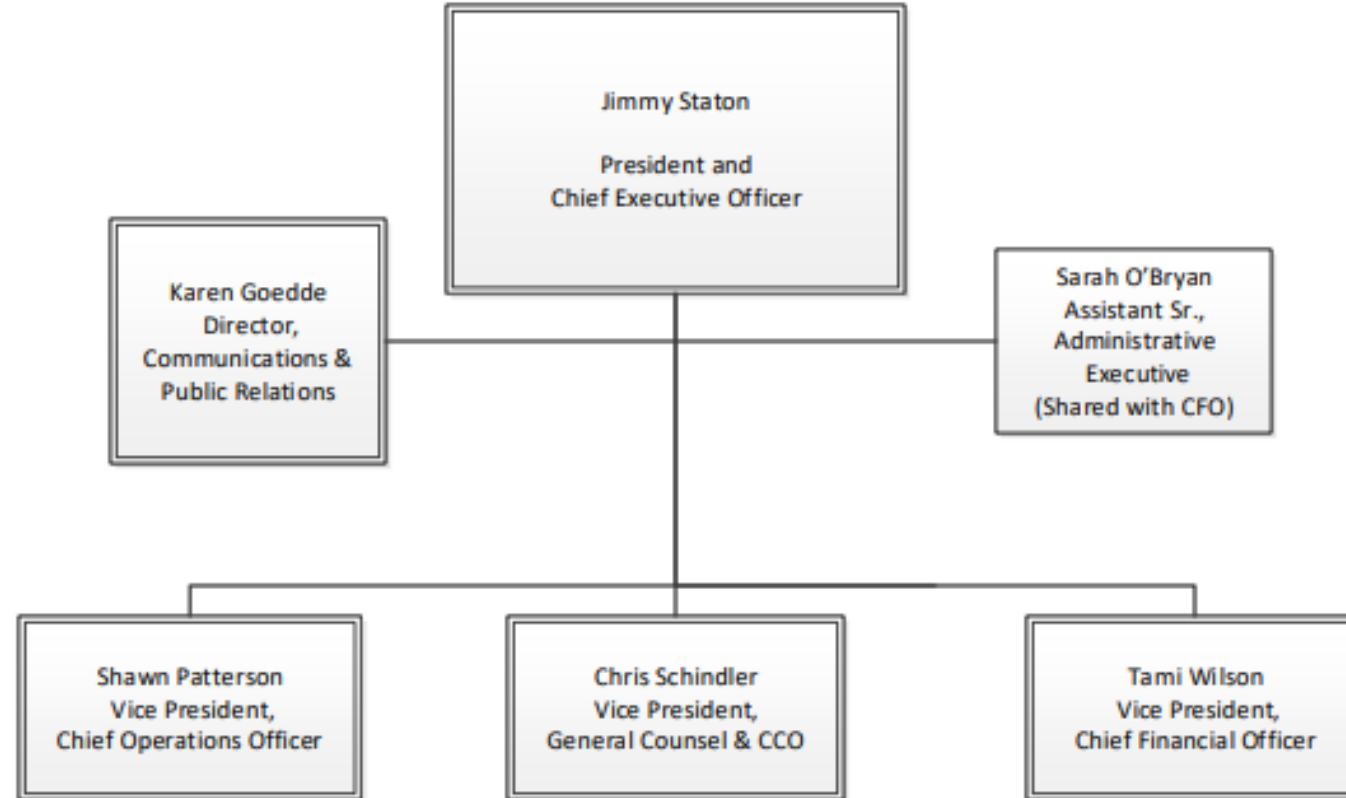 Jimmy Staton
President and
Chief Executive Officer
Karen Goedde
Director,
Communications &
Public Relations
Sarah O'Bryan
Assistant Sr.,
Administrative
Executive
(Shared with CFO)
Shawn Patterson
Vice President,
Chief Operations Officer
Chris Schindler
Vice President,
General Counsel & CCO
Tami Wilson
Vice President,
Chief Financial Officer